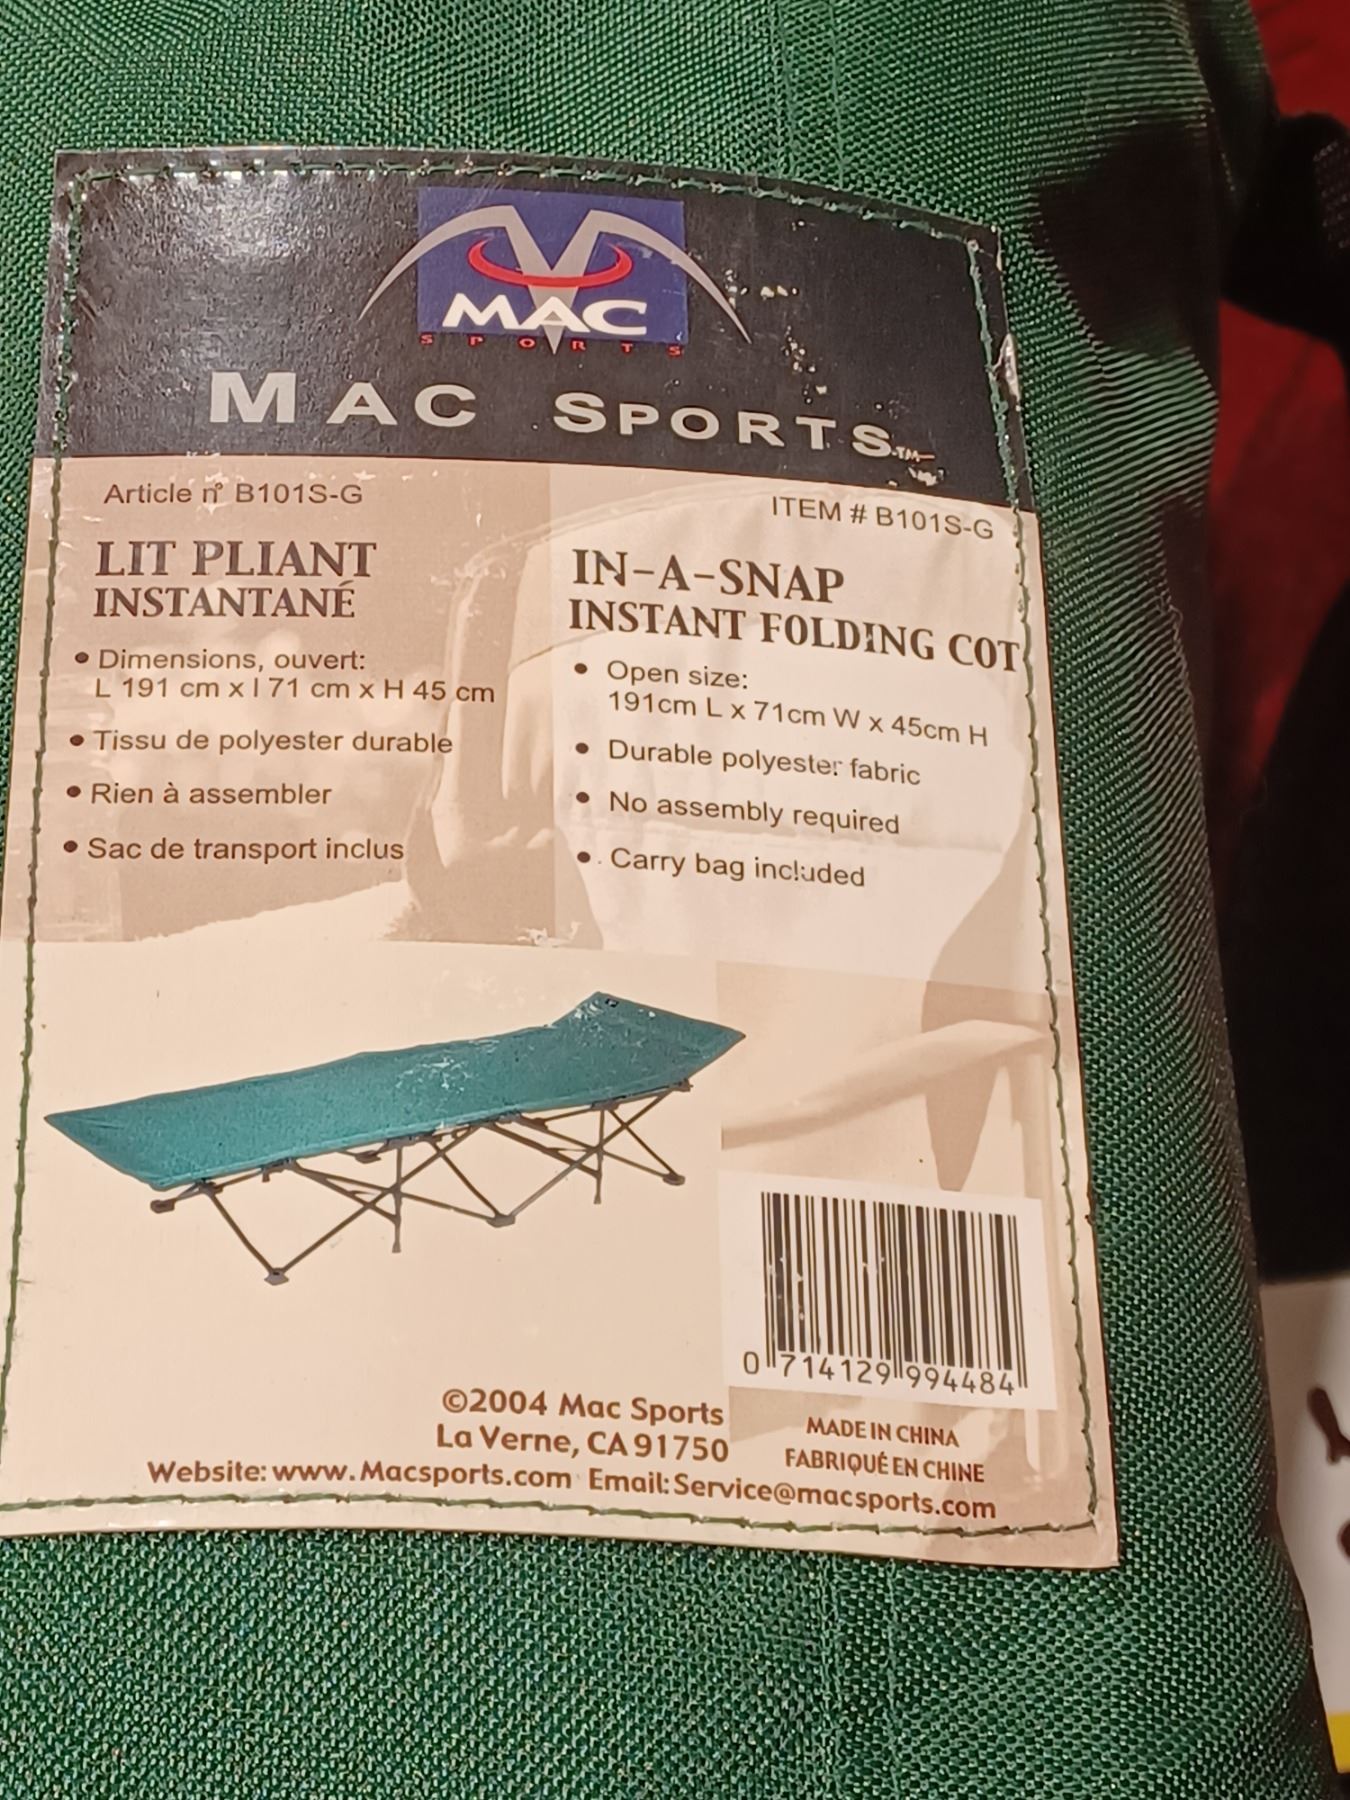 MAC
SPORTS
MAC SPORTS™
Article nº B101S-G
LIT PLIANT
INSTANTANÉ
• Dimensions, ouvert:
L 191 cm x l 71 cm x H 45 cm
• Tissu de polyester durable
• Rien à assembler
• Sac de transport inclus
ITEM # B101S-G
IN-A-SNAP
INSTANT FOLDING COT
• Open size:
191cm L x 71cm W x 45cm H
• Durable polyester fabric
• No assembly required
• Carry bag included
0 714129 994484
©2004 Mac Sports
La Verne, CA 91750
MADE IN CHINA
FABRIQUÉ EN CHINE
Website: www.Macsports.com Email: Service@macsports.com